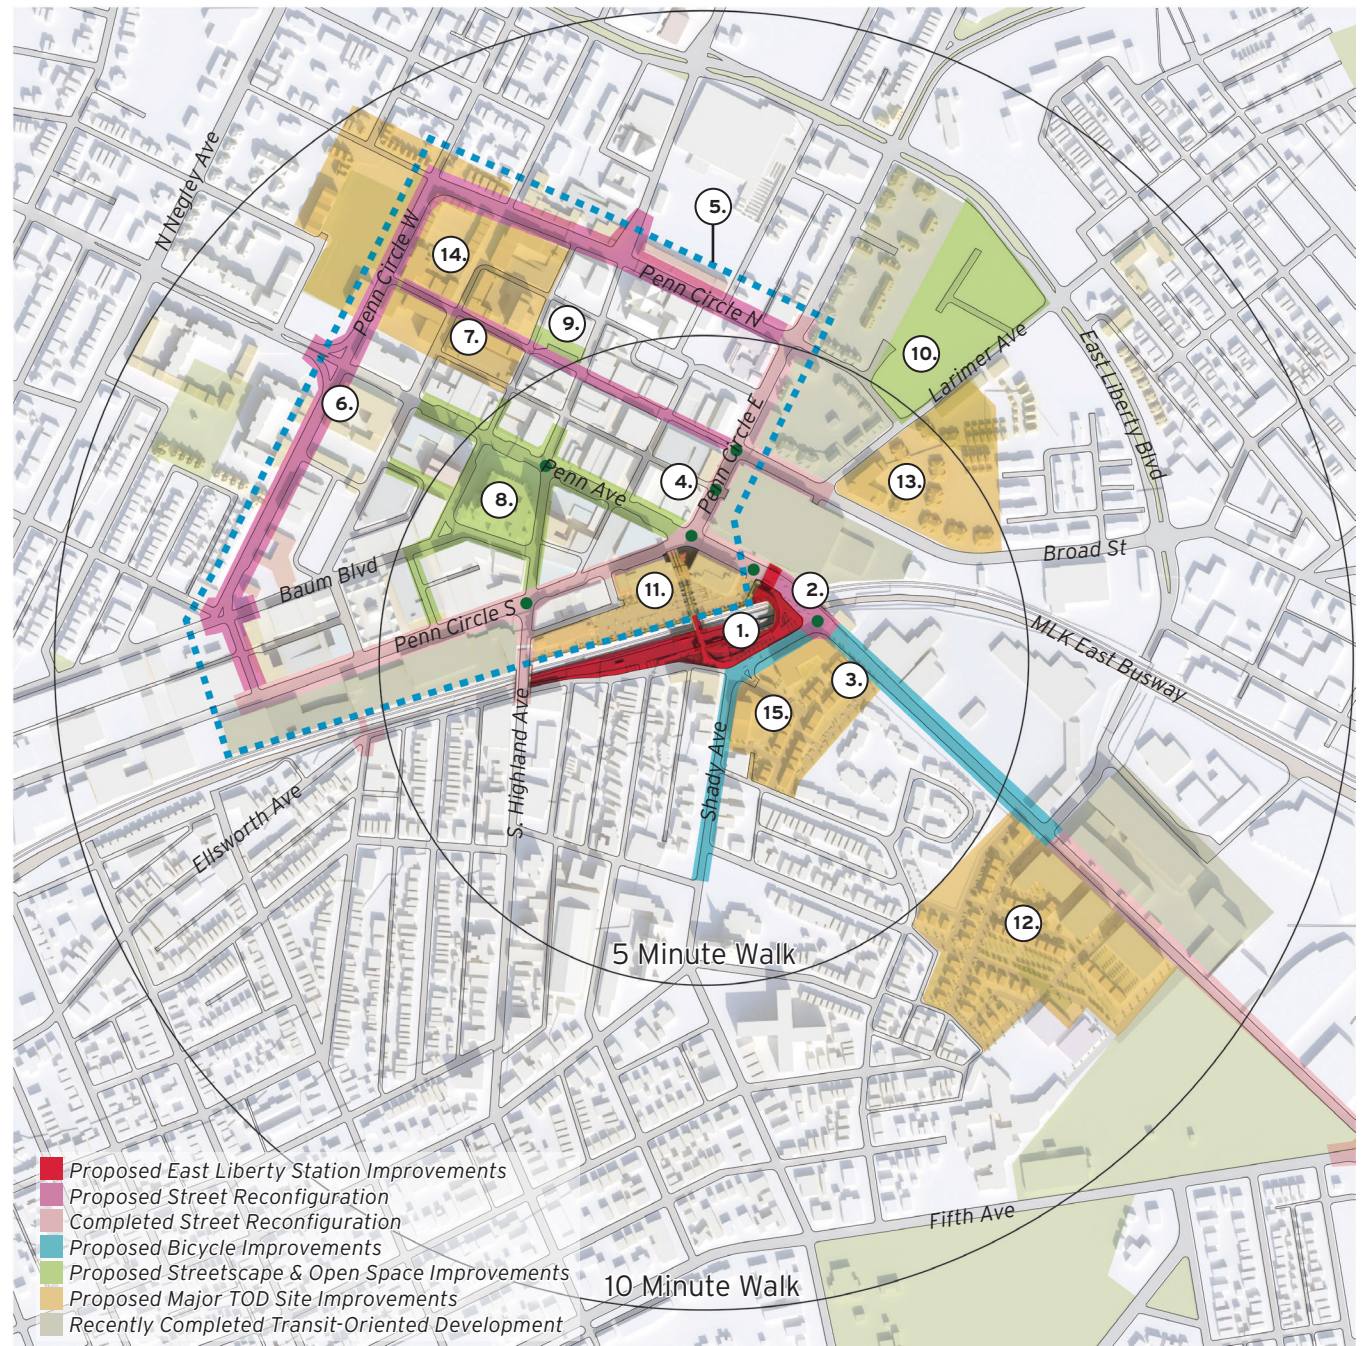 N Negley Ave
Penn Circle W
5.
14.
Penn Circle N
7.
9.
10.
Larimer Ave
East Liberty Blvd
6.
Penn Circle E
Penn Ave
8.
4.
13.
Broad St
Baum Blvd
11.
2.
Penn Circle S
1.
MLK East Busway
3.
15.
S. Highland Ave
Shady Ave
Ellsworth Ave
12.
5 Minute Walk
Fifth Ave
10 Minute Walk
Proposed East Liberty Station Improvements
Proposed Street Reconfiguration
Completed Street Reconfiguration
Proposed Bicycle Improvements
Proposed Streetscape & Open Space Improvements
Proposed Major TOD Site Improvements
Recently Completed Transit-Oriented Development